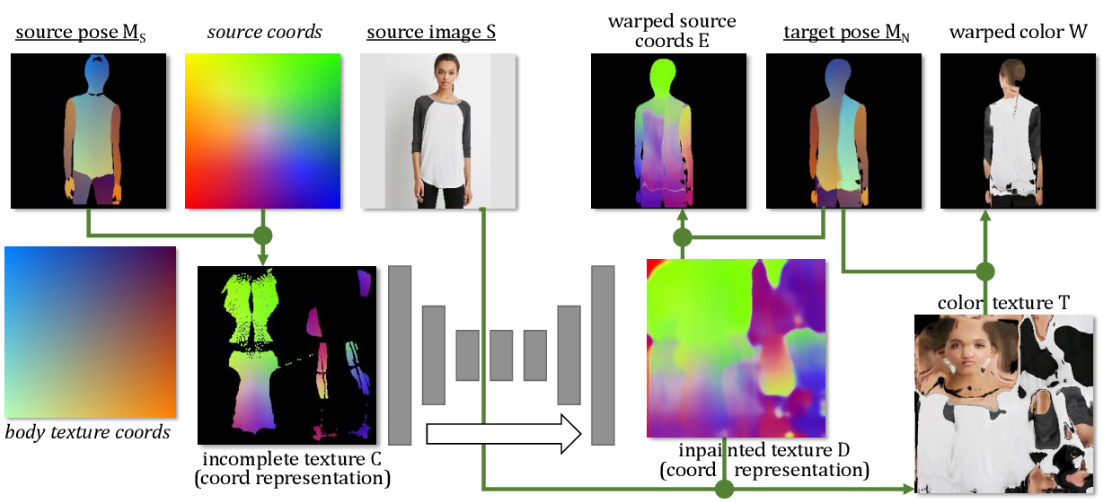 source pose M_S
source coords
source image S
warped source
coords E
target pose M_N
warped color W
body texture coords
incomplete texture C
(coord representation)
inpainted texture D
(coord representation)
color texture T